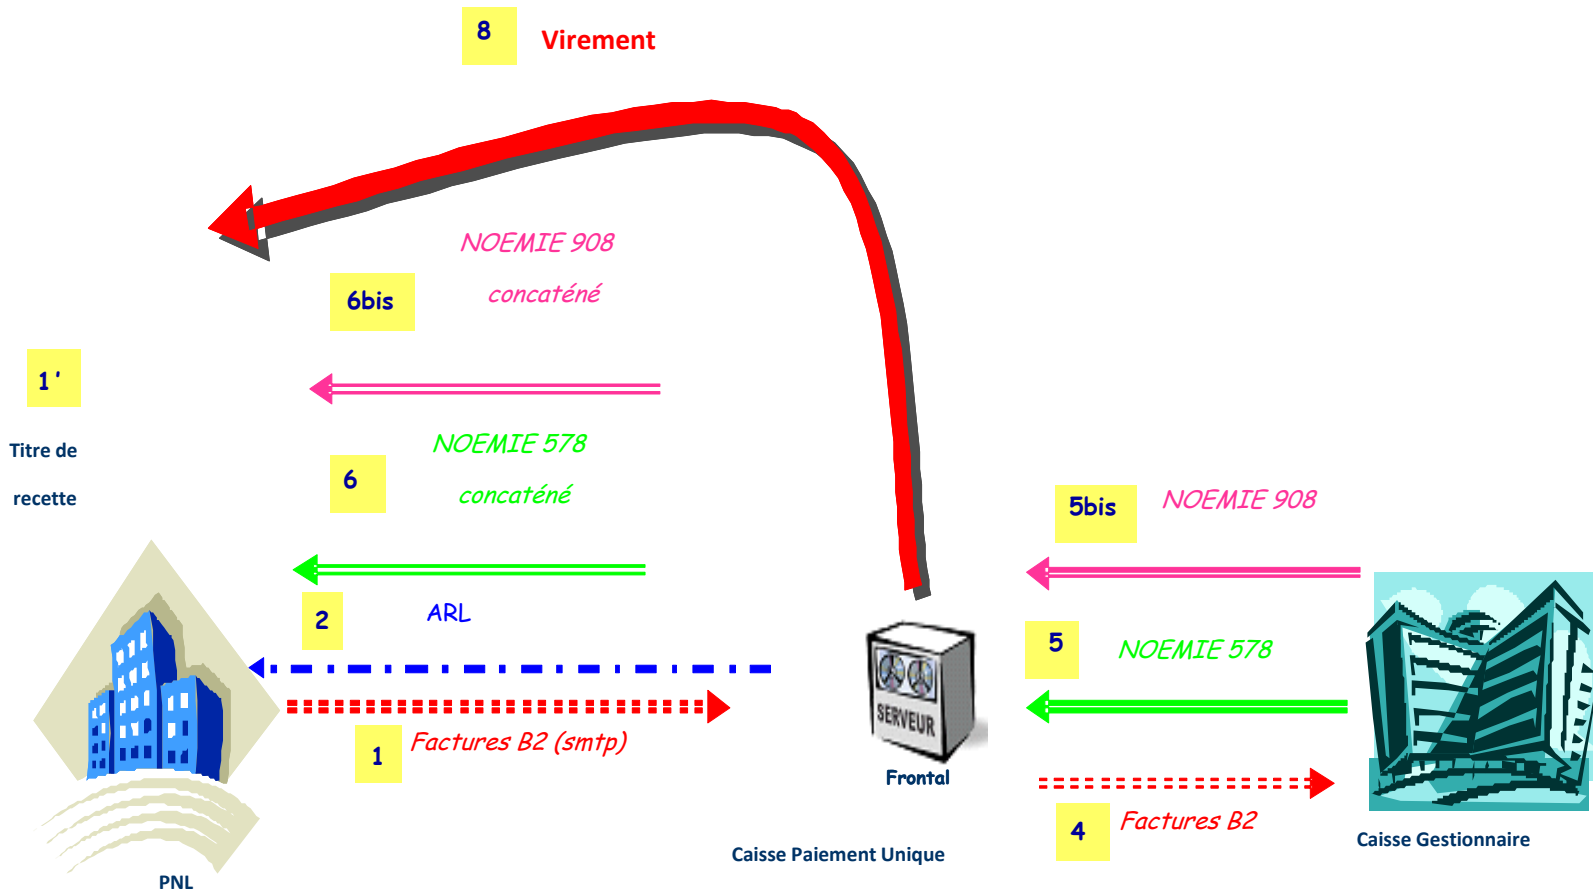 8
Virement
NOEMIE 908
concaténé
6bis
1'
Titre de
recette
NOEMIE 578
concaténé
6
5bis
NOEMIE 908
2
ARL
5
NOEMIE 578
SERVEUR
1
Factures B2 (smtp)
Frontal
4
Factures B2
Caisse Gestionnaire
Caisse Paiement Unique
PNL